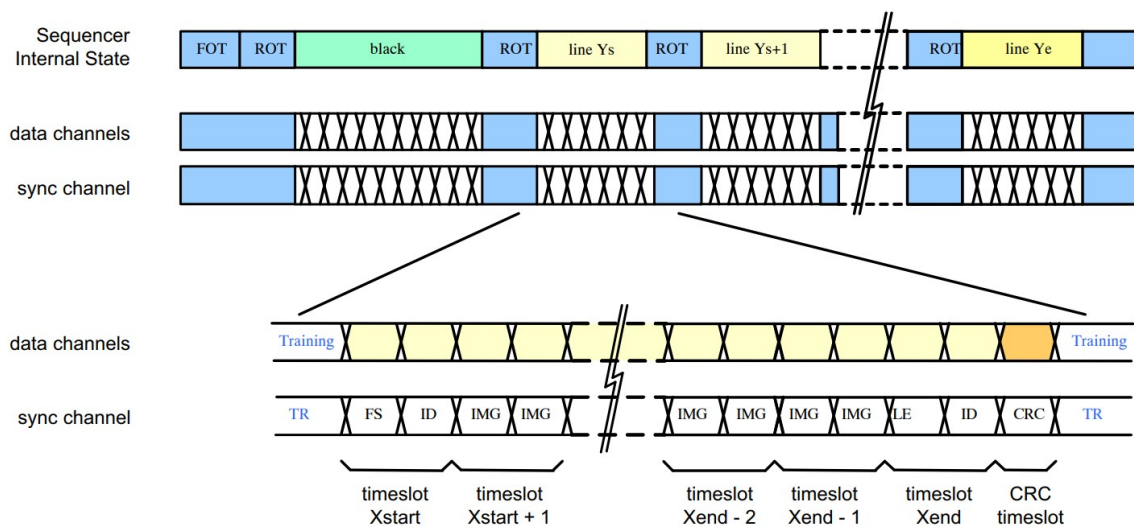 Sequencer
Internal State
FOT ROT black ROT line Ys ROT line Ys+1 ROT line Ye
data channels
sync channel
data channels
Training Training
sync channel
TR FS ID IMG IMG IMG IMG IMG IMG LE ID CRC TR
timeslot timeslot timeslot timeslot timeslot CRC
Xstart Xstart + 1 Xend - 2 Xend - 1 Xend timeslot